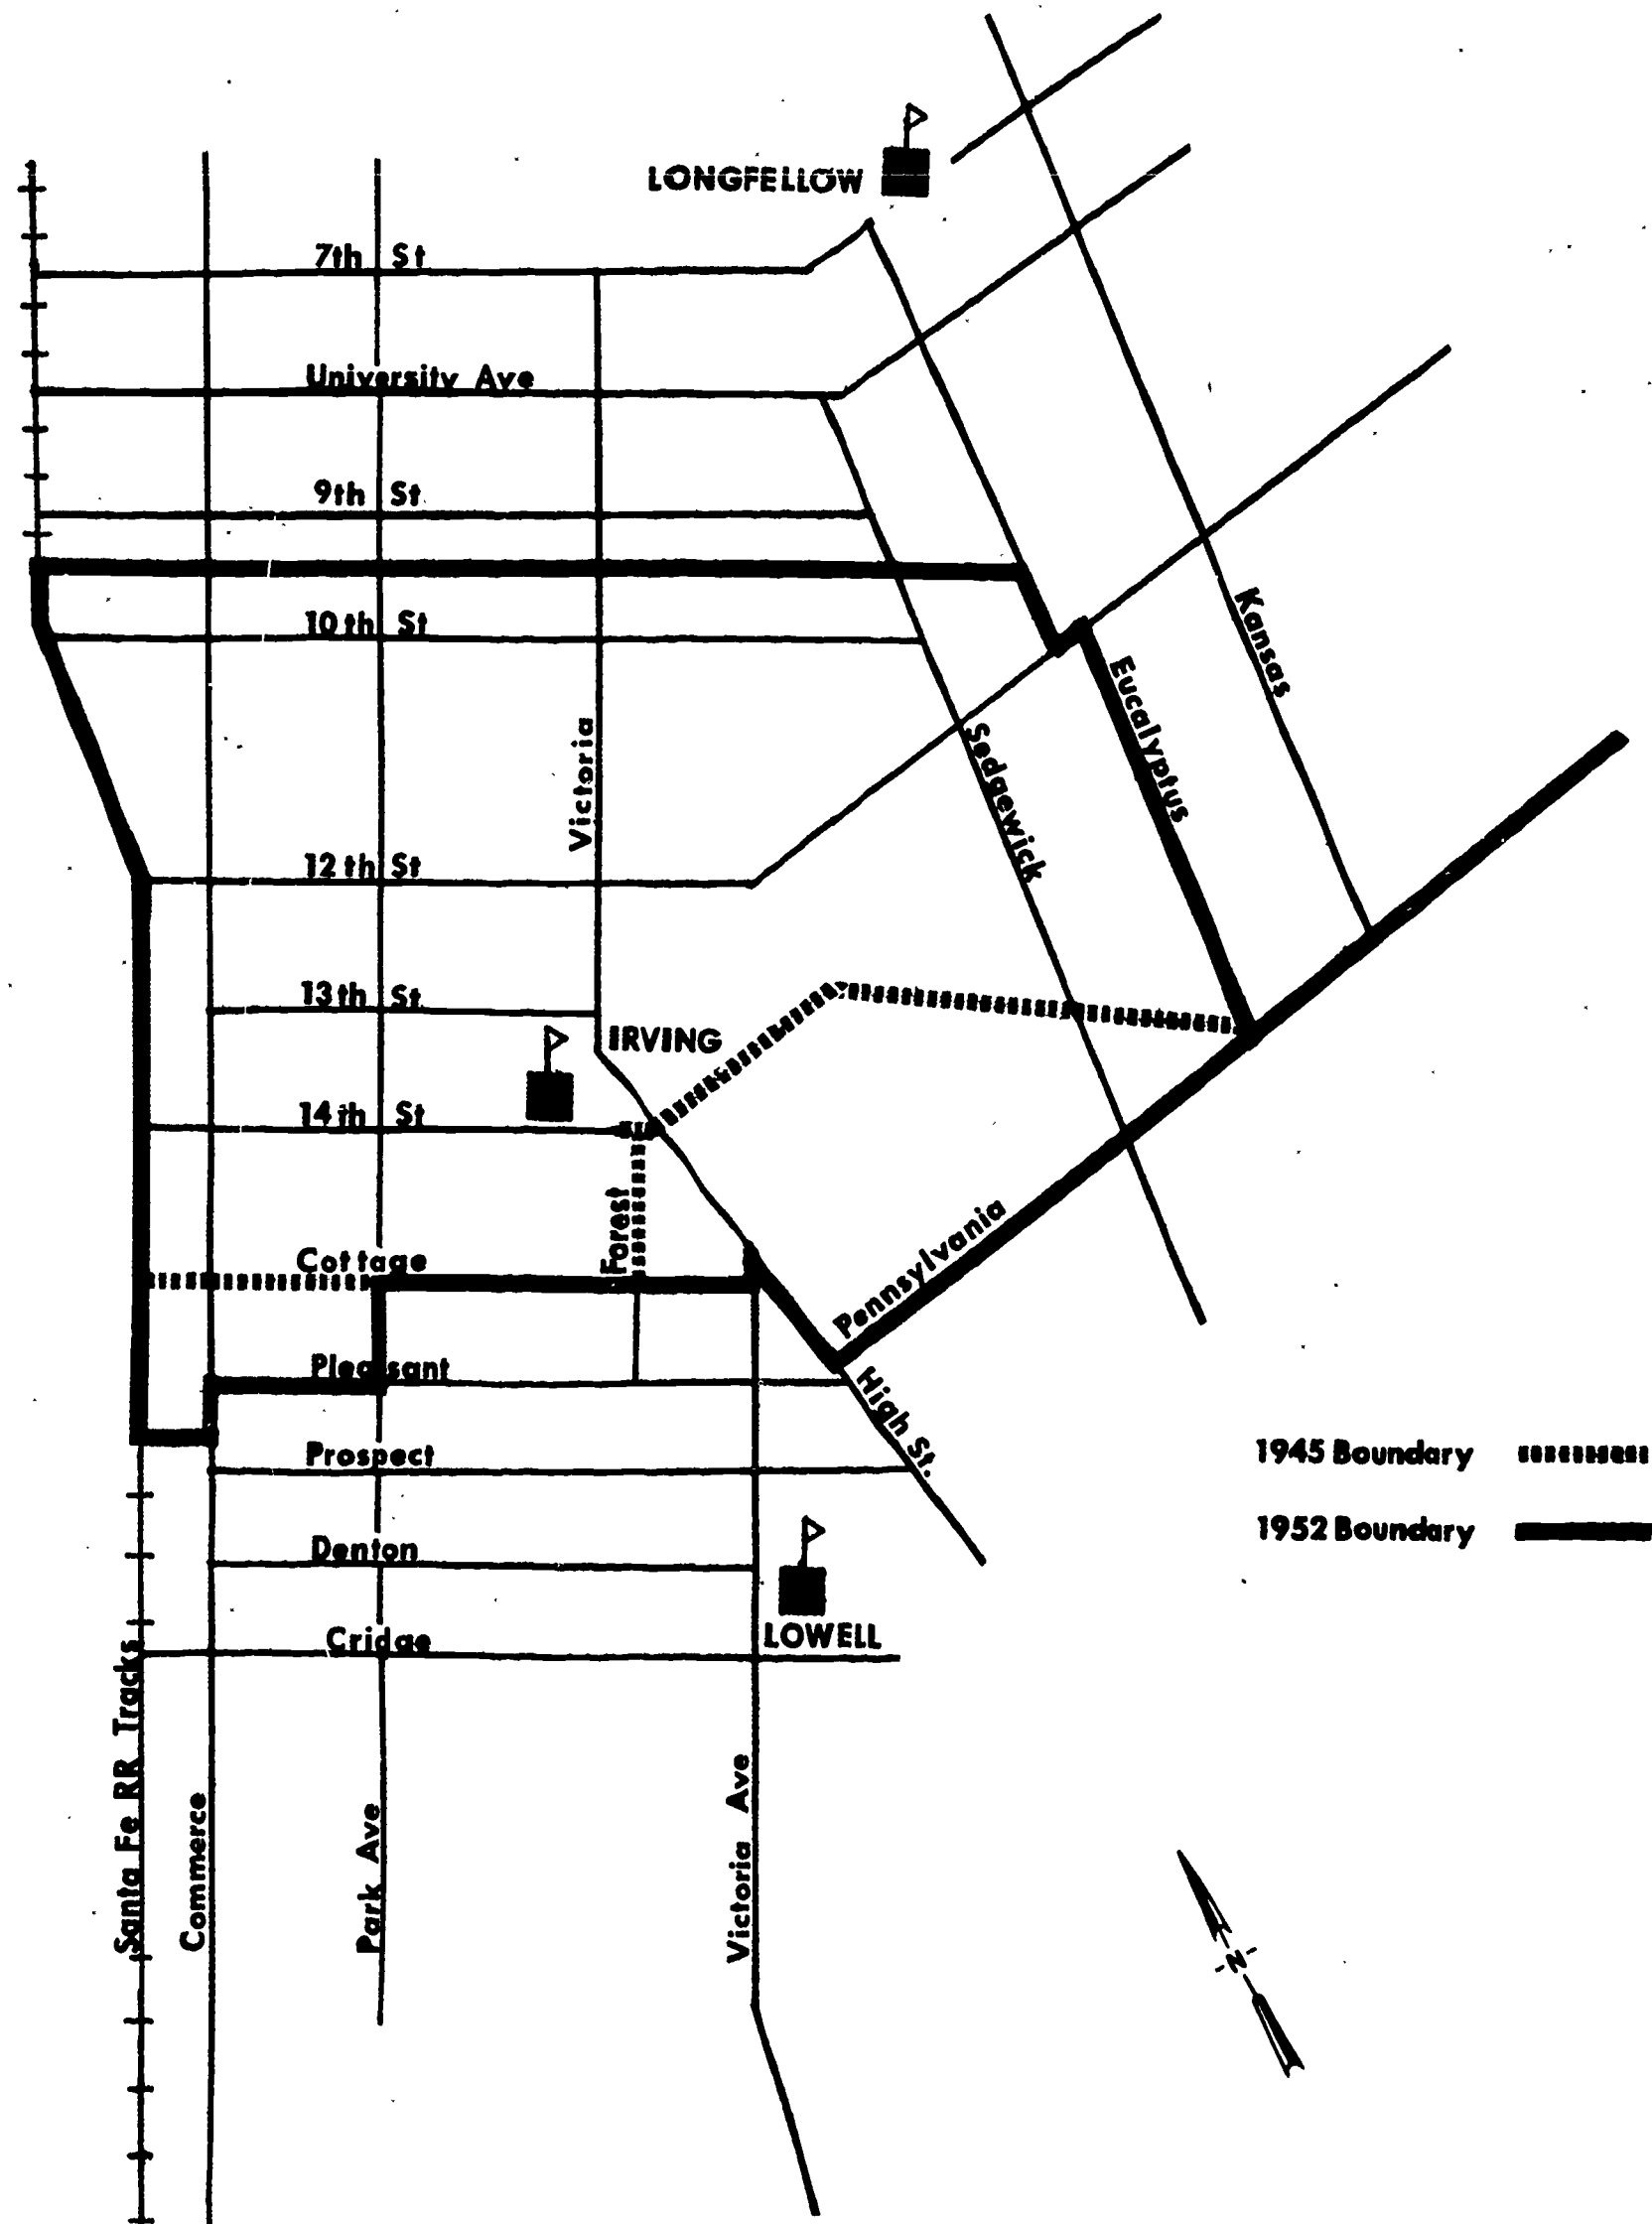 LONGFELLOW
7th St
University Ave
9th St
10th St
Kansas
Eucalyptus
Victoria
Sedgewick
12th St
13th St
IRVING
14th St
Forest
Pennsylvania
Cottage
Pleasant
High St.
Prospect
1945 Boundary
1952 Boundary
Denton
LOWELL
Cridge
Santa Fe RR Tracks
Commerce
Park Ave
Victoria Ave
N